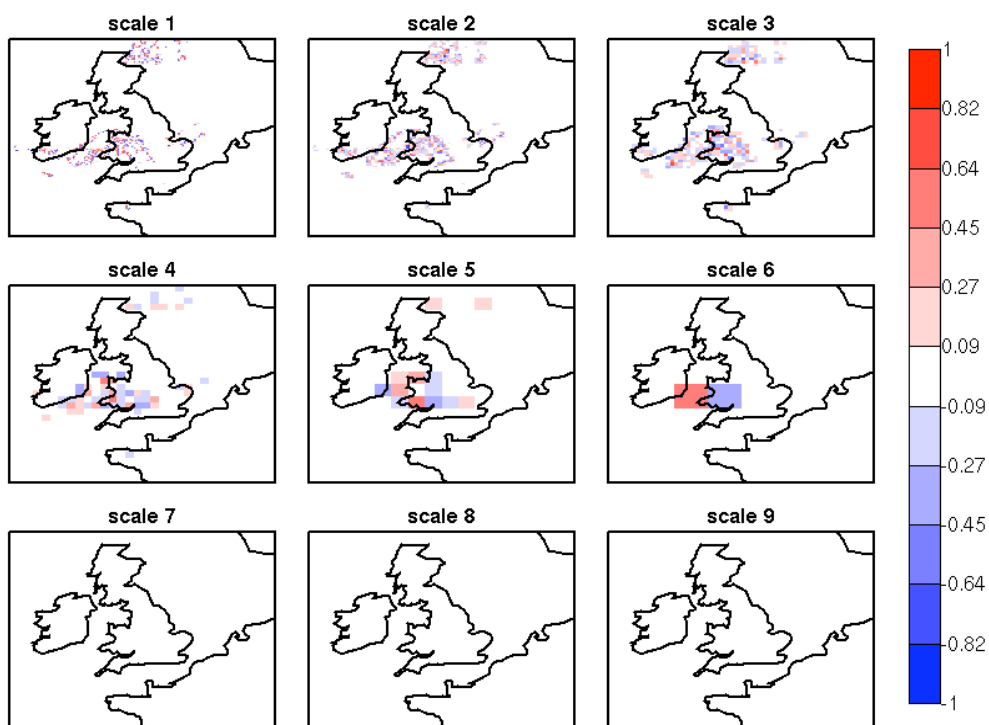 scale 1
scale 2
scale 3
scale 4
scale 5
scale 6
scale 7
scale 8
scale 9
1
0.82
0.64
0.45
0.27
0.09
-0.09
-0.27
-0.45
-0.64
-0.82
-1